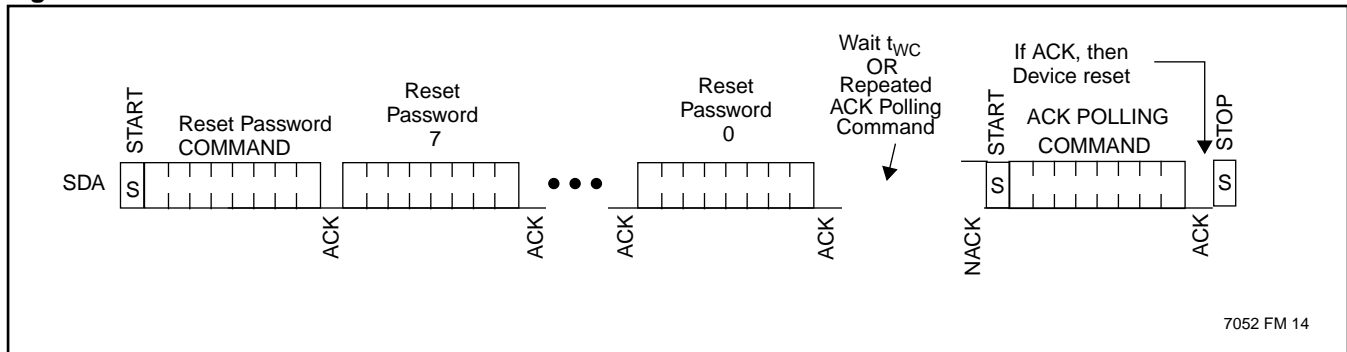 Wait tWC
OR
Repeated
ACK Polling
Command
If ACK, then
Device reset
START
Reset Password
COMMAND
Reset
Password
7
Reset
Password
0
START
ACK POLLING
COMMAND
STOP
SDA
S
S
S
ACK
ACK
ACK
ACK
NACK
ACK
7052 FM 14